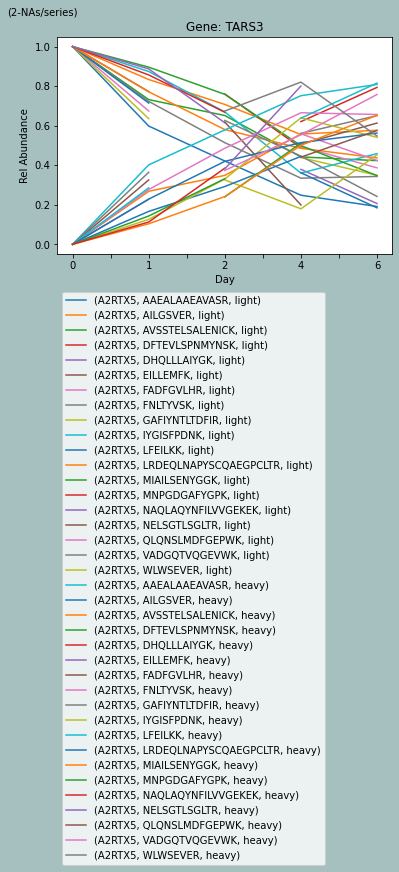 (2-NAs/series)
Gene: TARS3
Rel Abundance
1.0
0.8
0.6
0.4
0.2
0.0
0 1 2 4 6
Day
(A2RTX5, AAEALAAEAVASR, light)
(A2RTX5, AILGSVER, light)
(A2RTX5, AVSSTELSALENICK, light)
(A2RTX5, DFTEVLSPNMYNSK, light)
(A2RTX5, DHQLLLAIYGK, light)
(A2RTX5, EILLEMFK, light)
(A2RTX5, FADFGVLHR, light)
(A2RTX5, FNLTYVSK, light)
(A2RTX5, GAFIYNTLTDFIR, light)
(A2RTX5, IYGISFPDNK, light)
(A2RTX5, LFEILKK, light)
(A2RTX5, LRDEQLNAPYSCQAEGPCLTR, light)
(A2RTX5, MIAILSENYGGK, light)
(A2RTX5, MNPGDGAFYGPK, light)
(A2RTX5, NAQLAQYNFILVVGEKEK, light)
(A2RTX5, NELSGTLSGLTR, light)
(A2RTX5, QLQNSLMDFGEPWK, light)
(A2RTX5, VADGQTVQGEVWK, light)
(A2RTX5, WLWSEVER, light)
(A2RTX5, AAEALAAEAVASR, heavy)
(A2RTX5, AILGSVER, heavy)
(A2RTX5, AVSSTELSALENICK, heavy)
(A2RTX5, DFTEVLSPNMYNSK, heavy)
(A2RTX5, DHQLLLAIYGK, heavy)
(A2RTX5, EILLEMFK, heavy)
(A2RTX5, FADFGVLHR, heavy)
(A2RTX5, FNLTYVSK, heavy)
(A2RTX5, GAFIYNTLTDFIR, heavy)
(A2RTX5, IYGISFPDNK, heavy)
(A2RTX5, LFEILKK, heavy)
(A2RTX5, LRDEQLNAPYSCQAEGPCLTR, heavy)
(A2RTX5, MIAILSENYGGK, heavy)
(A2RTX5, MNPGDGAFYGPK, heavy)
(A2RTX5, NAQLAQYNFILVVGEKEK, heavy)
(A2RTX5, NELSGTLSGLTR, heavy)
(A2RTX5, QLQNSLMDFGEPWK, heavy)
(A2RTX5, VADGQTVQGEVWK, heavy)
(A2RTX5, WLWSEVER, heavy)